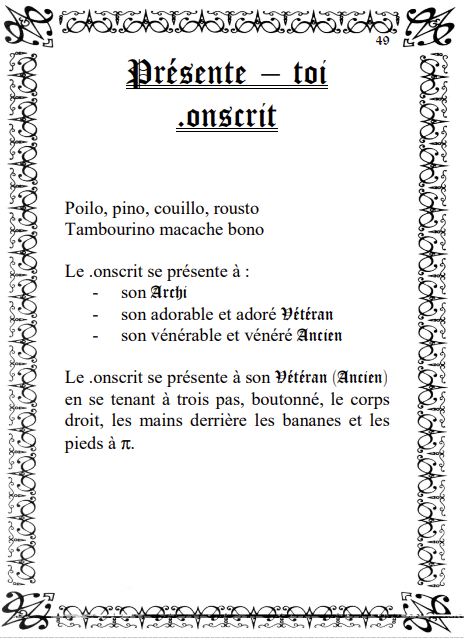 49
Présente – toi
.onscrit
Poilo, pino, couillo, rousto
Tambourino macache bono
Le .onscrit se présente à :
- son Archi
- son adorable et adoré Vétéran
- son vénérable et vénéré Ancien
Le .onscrit se présente à son Vétéran (Ancien)
en se tenant à trois pas, boutonné, le corps
droit, les mains derrière les bananes et les
pieds à π.